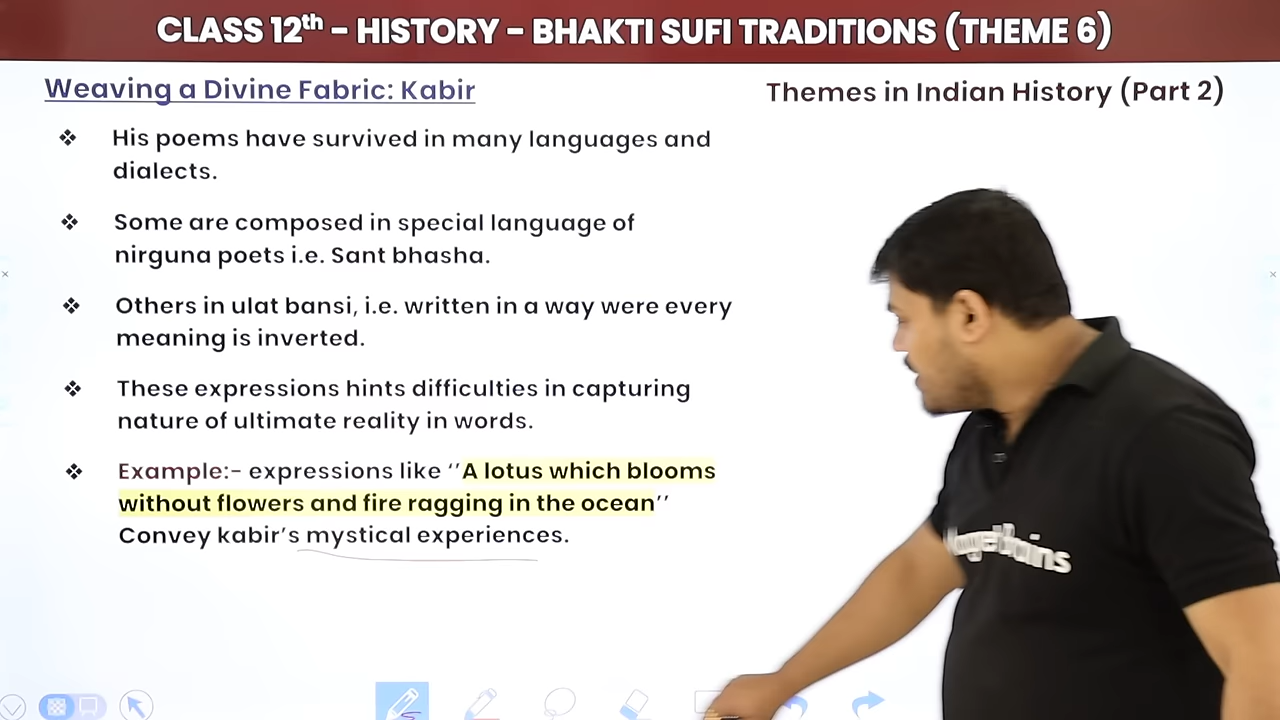 CLASS 12th – HISTORY – BHAKTI SUFI TRADITIONS (THEME 6)
Weaving a Divine Fabric: Kabir
Themes in Indian History (Part 2)
❖ His poems have survived in many languages and
dialects.
❖ Some are composed in special language of
nirguna poets i.e. Sant bhasha.
❖ Others in ulat bansi, i.e. written in a way were every
meaning is inverted.
❖ These expressions hints difficulties in capturing
nature of ultimate reality in words.
❖ Example:- expressions like ‘’A lotus which blooms
without flowers and fire ragging in the ocean’’
Convey kabir’s mystical experiences.